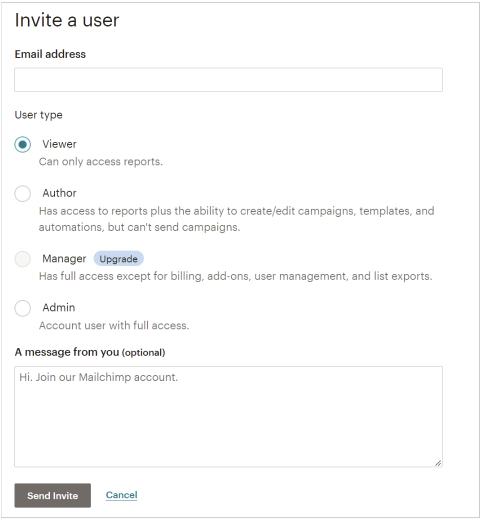 Invite a user
Email address
User type
Viewer
Can only access reports.
Author
Has access to reports plus the ability to create/edit campaigns, templates, and
automations, but can't send campaigns.
Manager Upgrade
Has full access except for billing, add-ons, user management, and list exports.
Admin
Account user with full access.
A message from you (optional)
Hi. Join our Mailchimp account.
Send Invite Cancel